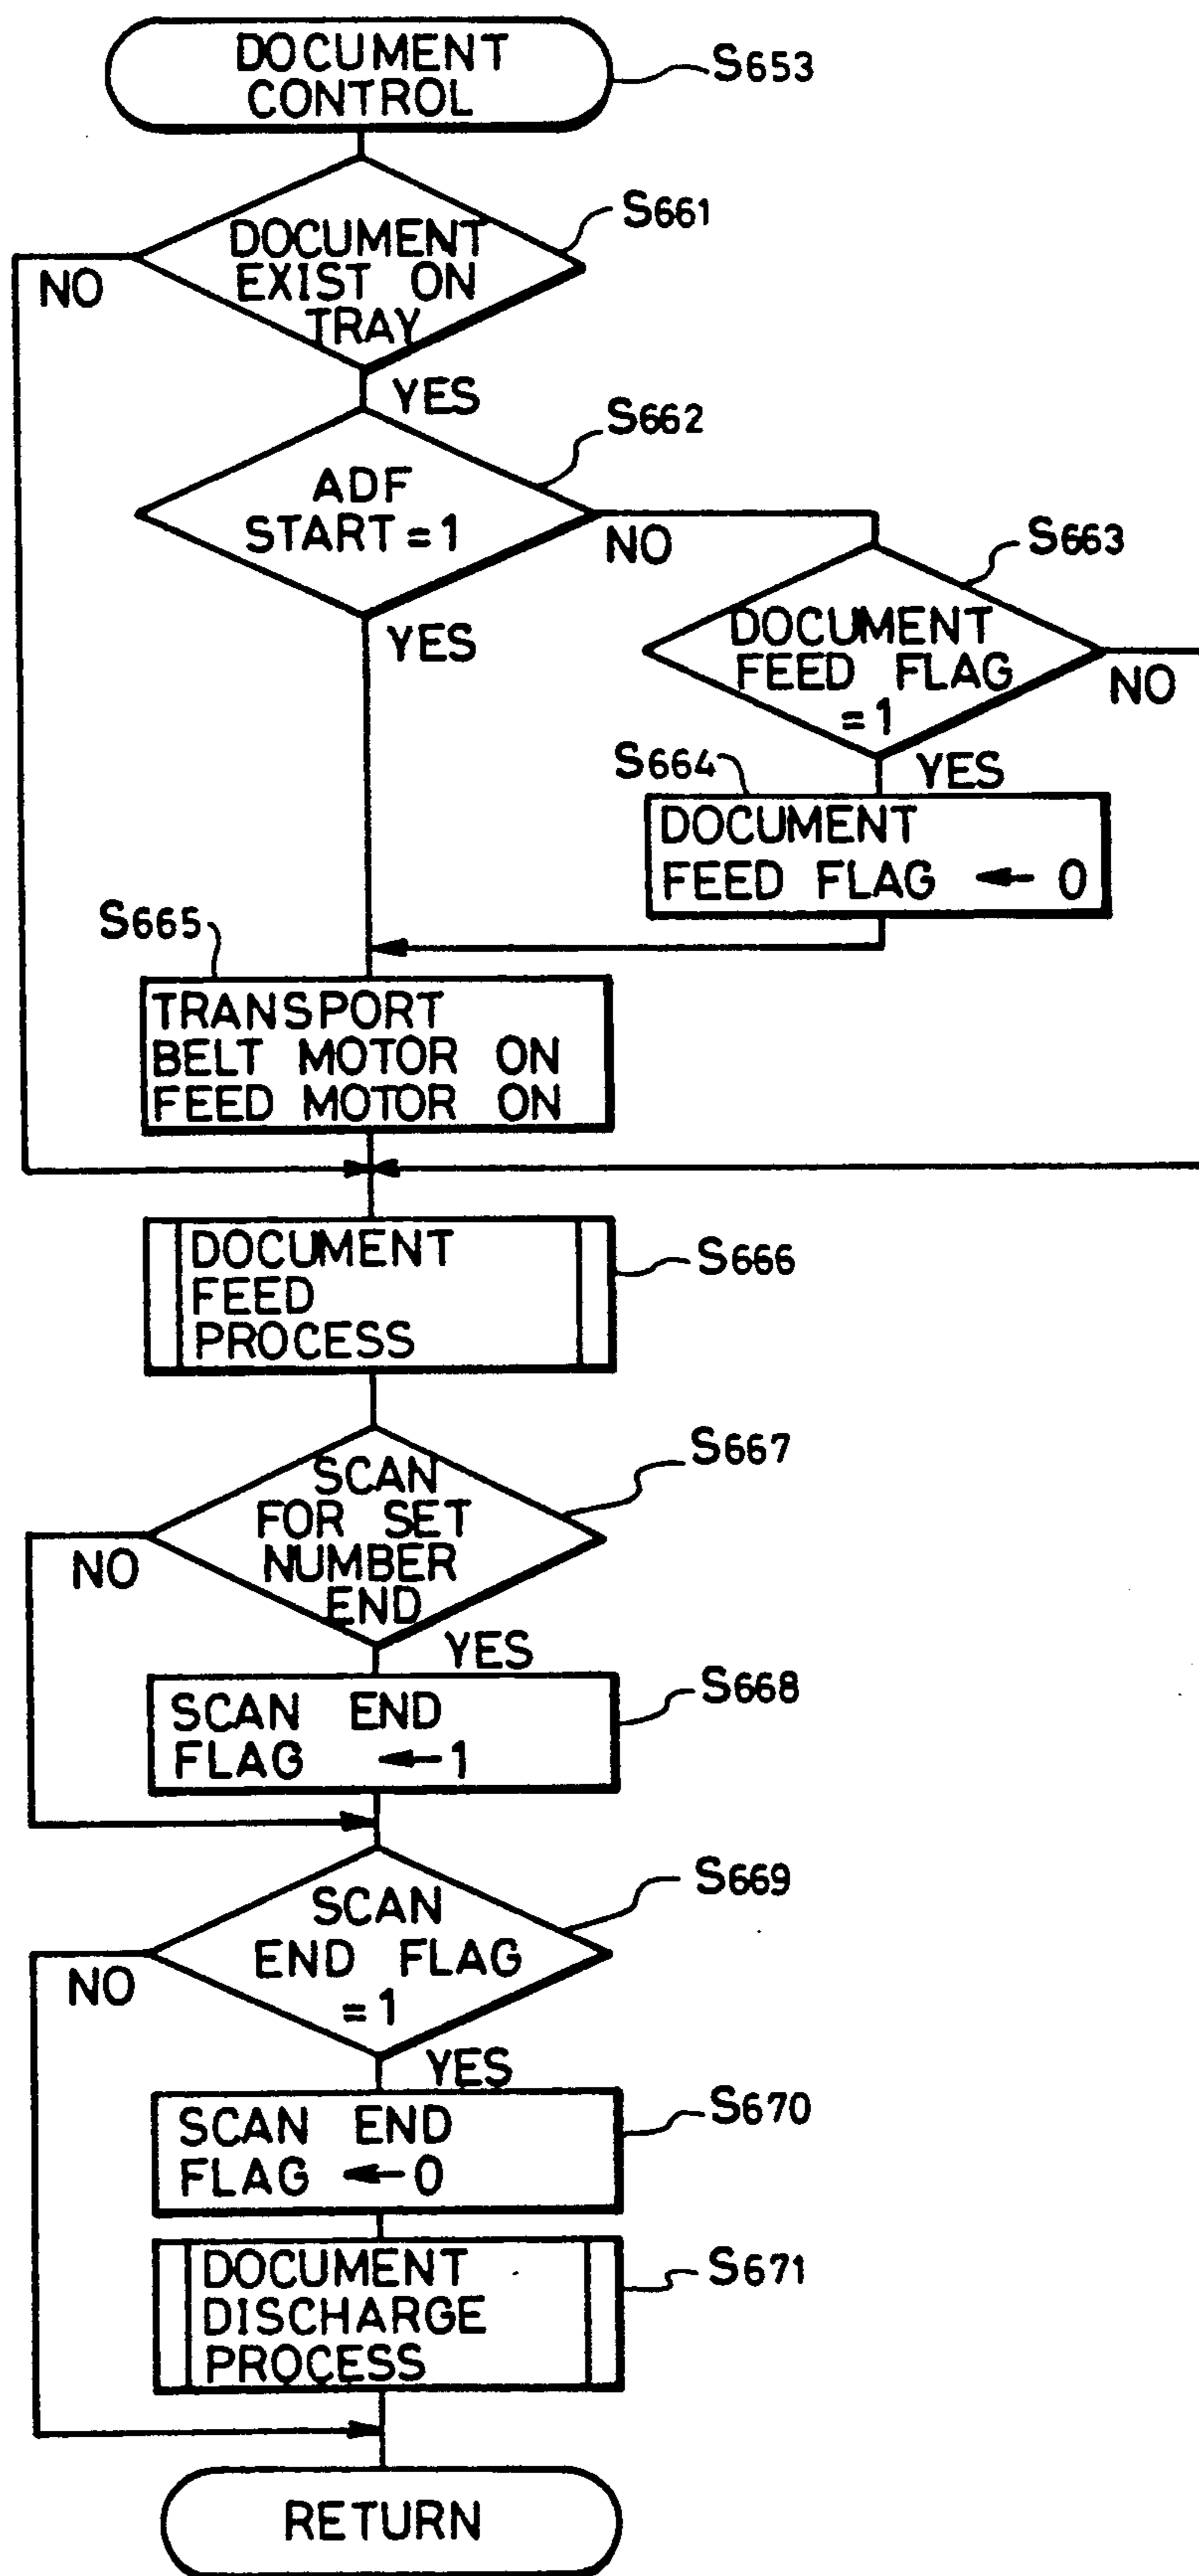 DOCUMENT
CONTROL
S653
S661
DOCUMENT
EXIST ON
TRAY
NO
YES
S662
ADF
START=1
NO
YES
S663
DOCUMENT
FEED FLAG
=1
NO
YES
S664
DOCUMENT
FEED FLAG ← 0
S665
TRANSPORT
BELT MOTOR ON
FEED MOTOR ON
DOCUMENT
FEED
PROCESS
S666
S667
SCAN
FOR SET
NUMBER
END
NO
YES
S668
SCAN END
FLAG ←1
S669
SCAN
END FLAG
=1
NO
YES
S670
SCAN END
FLAG ←0
S671
DOCUMENT
DISCHARGE
PROCESS
RETURN